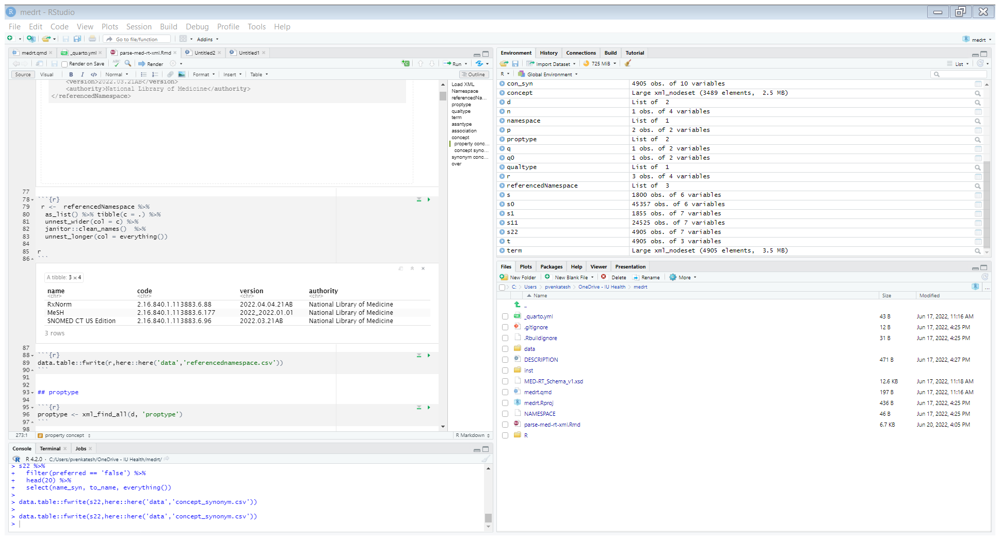 medrt - RStudio
File Edit Code View Plots Session Build Debug Profile Tools Help
Go to file/function Addins medrt
medrt.qmd _quarto.yml parse-med-rt-xml.Rmd Untitled2 Untitled1
Render on Save ABC Render Run
Source Visual B I </> Normal Format Insert Table Outline
<version>2022.03.21AB</version>
<authority>National Library of Medicine</authority>
</referencedNamespace>
77
78 ```{r}
79 r <- referencedNamespace %>%
80 as_list() %>% tibble(c = .) %>%
81 unnest_wider(col = c) %>%
82 janitor::clean_names() %>%
83 unnest_longer(col = everything())
84
85 r
86 ```
A tibble: 3 × 4
name code version authority
<chr> <chr> <chr> <chr>
RxNorm 2.16.840.1.113883.6.88 2022.04.04.21AB National Library of Medicine
MeSH 2.16.840.1.113883.6.177 2022_2022.01.01 National Library of Medicine
SNOMED CT US Edition 2.16.840.1.113883.6.96 2022.03.21AB National Library of Medicine
3 rows
87
88 ```{r}
89 data.table::fwrite(r,here::here('data','referencednamespace.csv'))
90 ```
91
92
93 ## proptype
94
95 ```{r}
96 proptype <- xml_find_all(d, 'proptype')
97 ```
98
273:1 property concept R Markdown
Load XML
Namespace
referencedNa...
proptype
qualtype
term
assntype
association
concept
property conc...
concept syno...
synonym conc...
over
Console Terminal Jobs
R 4.2.0 · C:/Users/pvenkatesh/OneDrive - IU Health/medrt/
> s22 %>%
+ filter(preferred == 'false') %>%
+ head(20) %>%
+ select(name_syn, to_name, everything())
>
> data.table::fwrite(s22,here::here('data','concept_synonym.csv'))
>
> data.table::fwrite(s22,here::here('data','concept_synonym.csv'))
>
Environment History Connections Build Tutorial
Import Dataset 725 MiB List
R Global Environment
con_syn 4905 obs. of 10 variables
concept Large xml_nodeset (3489 elements, 2.5 MB)
d List of 2
n 1 obs. of 4 variables
namespace List of 1
p 2 obs. of 2 variables
proptype List of 2
q 1 obs. of 2 variables
q0 1 obs. of 2 variables
qualtype List of 1
r 3 obs. of 4 variables
referencedNamespace List of 3
s 1800 obs. of 6 variables
s0 45357 obs. of 6 variables
s1 1855 obs. of 7 variables
s11 24525 obs. of 7 variables
s22 4905 obs. of 7 variables
t 4905 obs. of 3 variables
term Large xml_nodeset (4905 elements, 3.5 MB)
Files Plots Packages Help Viewer Presentation
New Folder New Blank File Delete Rename More
C: Users pvenkatesh OneDrive - IU Health medrt ...
Name Size Modified
..
_quarto.yml 43 B Jun 17, 2022, 11:16 AM
.gitignore 12 B Jun 17, 2022, 4:25 PM
.Rbuildignore 31 B Jun 17, 2022, 4:25 PM
data
DESCRIPTION 471 B Jun 17, 2022, 4:27 PM
inst
MED-RT_Schema_v1.xsd 12.6 KB Jun 17, 2022, 11:18 AM
medrt.qmd 197 B Jun 17, 2022, 11:16 AM
medrt.Rproj 436 B Jun 17, 2022, 4:25 PM
NAMESPACE 46 B Jun 17, 2022, 4:25 PM
parse-med-rt-xml.Rmd 6.7 KB Jun 20, 2022, 4:05 PM
R